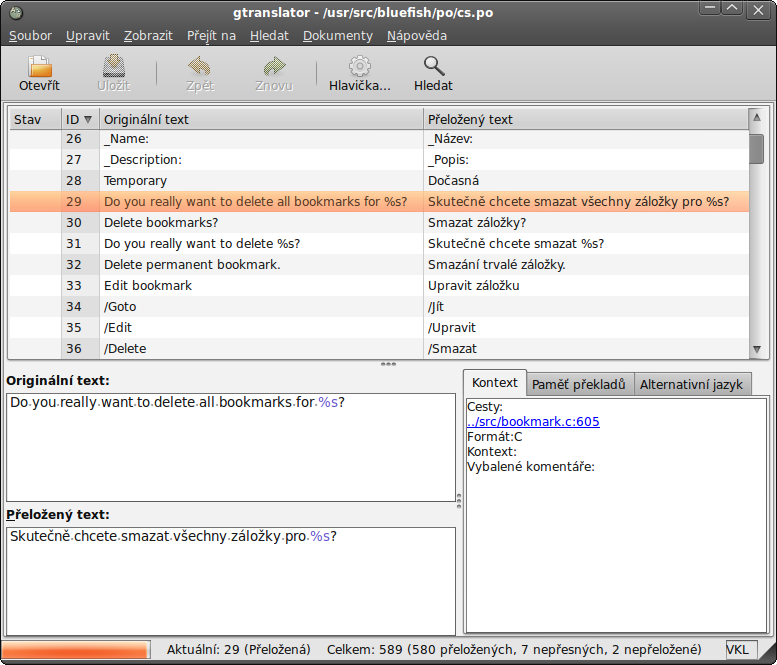 gtranslator - /usr/src/bluefish/po/cs.po
Soubor Upravit Zobrazit Přejít na Hledat Dokumenty Nápověda
Otevřít Uložit Zpět Znovu Hlavička... Hledat
Stav ID Originální text Přeložený text
26 _Name: _Název:
27 _Description: _Popis:
28 Temporary Dočasná
29 Do you really want to delete all bookmarks for %s? Skutečně chcete smazat všechny záložky pro %s?
30 Delete bookmarks? Smazat záložky?
31 Do you really want to delete %s? Skutečně chcete smazat %s?
32 Delete permanent bookmark. Smazání trvalé záložky.
33 Edit bookmark Upravit záložku
34 /Goto /Jít
35 /Edit /Upravit
36 /Delete /Smazat
Originální text:
Do·you·really·want·to·delete·all·bookmarks·for·%s?
Přeložený text:
Skutečně·chcete·smazat·všechny·záložky·pro·%s?
Kontext Paměť překladů Alternativní jazyk
Cesty:
../src/bookmark.c:605
Formát:C
Kontext:
Vybalené komentáře:
Aktuální: 29 (Přeložená) Celkem: 589 (580 přeložených, 7 nepřesných, 2 nepřeložené) VKL